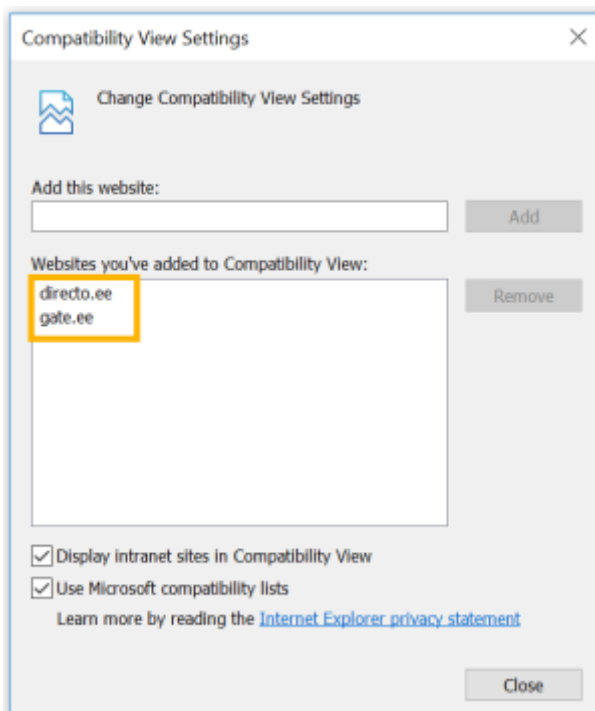 Compatibility View Settings
Change Compatibility View Settings
Add this website:
Add
Websites you've added to Compatibility View:
directo.ee
gate.ee
Remove
Display intranet sites in Compatibility View
Use Microsoft compatibility lists
Learn more by reading the Internet Explorer privacy statement
Close